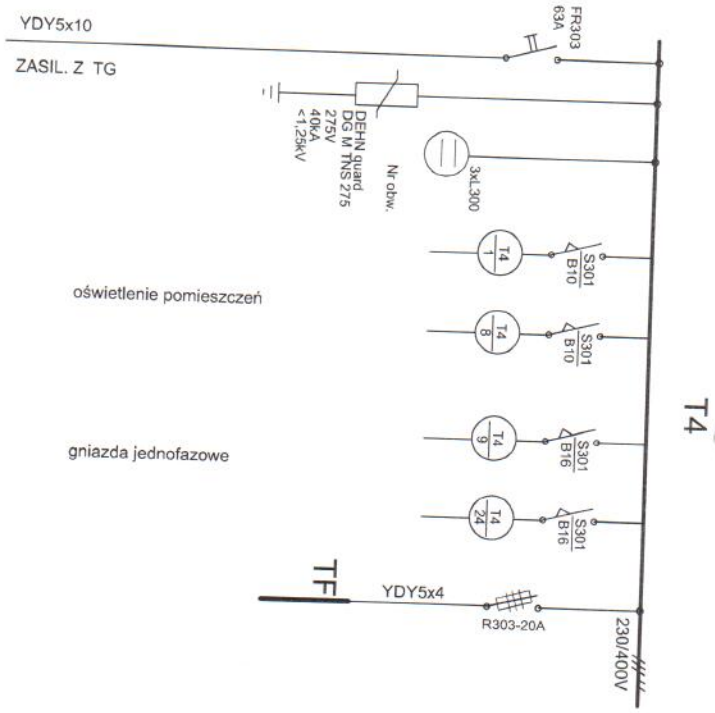 YDY5x10
ZASIL. Z TG
FR303
63A
DEHN quard
DG M TNS 275
275V
40kA
<1,25kV
Nr obw.
3xL300
T4
1
S301
B10
oświetlenie pomieszczeń
T4
8
S301
B10
T4
gniazda jednofazowe
T4
9
S301
B16
T4
24
S301
B16
TF
YDY5x4
R303-20A
230/400V